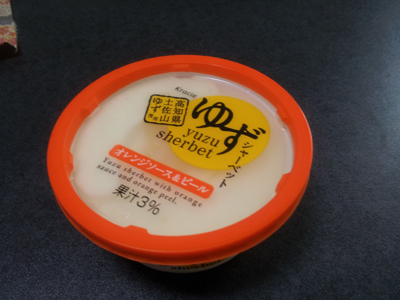 Kracie
高知県
土佐山
ゆず
使用
ゆず
シャーベット
yuzu
sherbet
オレンジソース&ピール
Yuzu sherbet with orange
sauce and orange peel.
果汁3%